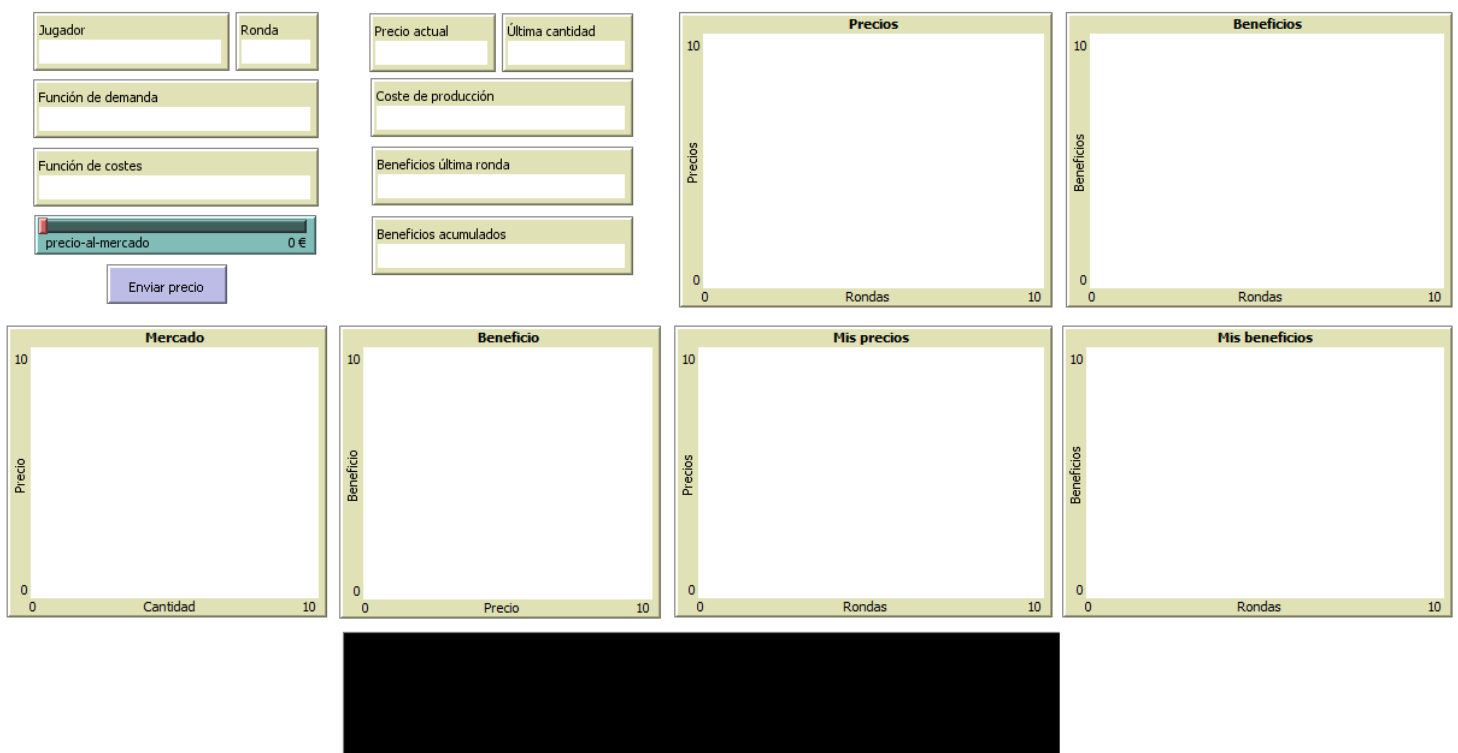 Jugador
Ronda
Función de demanda
Función de costes
precio-al-mercado 0 €
Enviar precio
Precio actual
Última cantidad
Coste de producción
Beneficios última ronda
Beneficios acumulados
Precios
10
Precios
0
0 Rondas 10
Beneficios
10
Beneficios
0
0 Rondas 10
Mercado
10
Precio
0
0 Cantidad 10
Beneficio
10
Beneficio
0
0 Precio 10
Mis precios
10
Precios
0
0 Rondas 10
Mis beneficios
10
Beneficios
0
0 Rondas 10